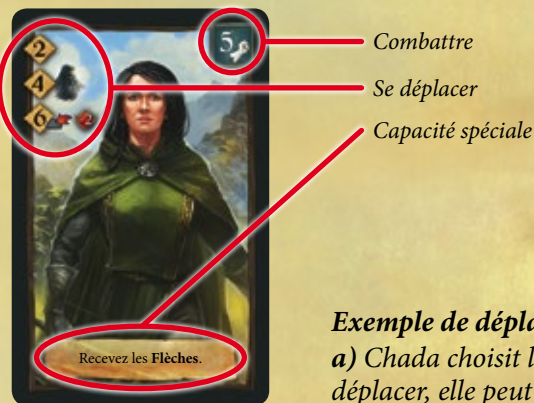 2
4
6
2
5
Combattre
Se déplacer
Capacité spéciale
Recevez les Flèches.
Exemple de dépla
a) Chada choisit l
déplacer, elle peut